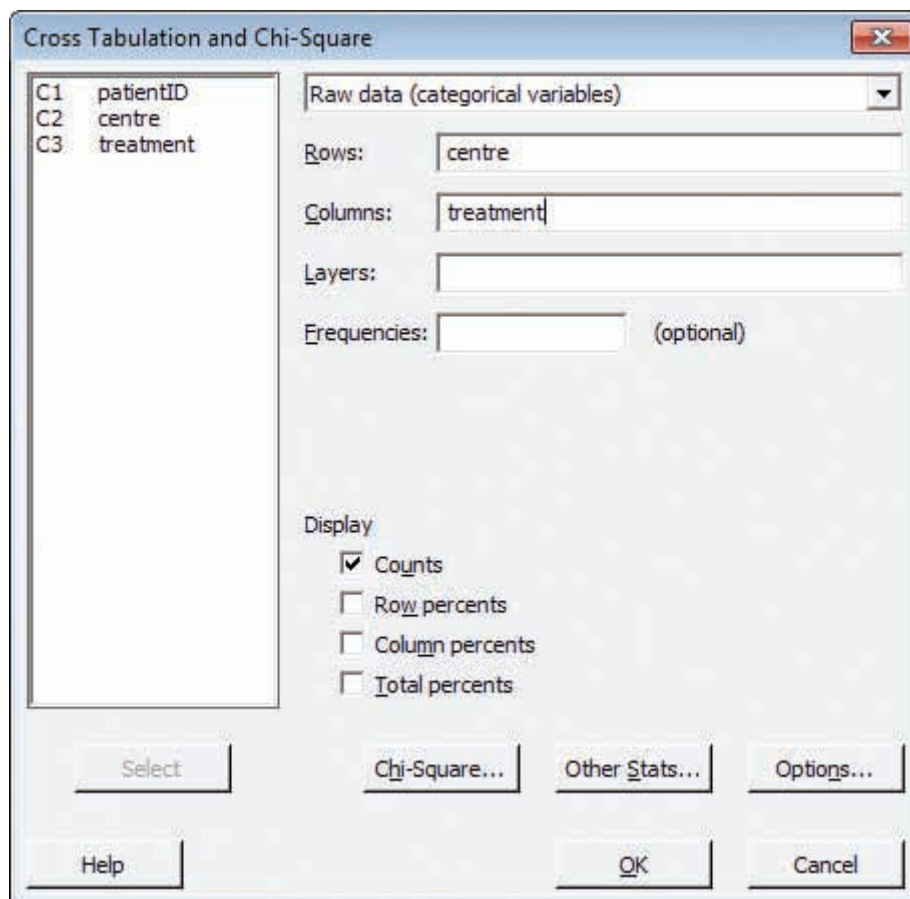 Cross Tabulation and Chi-Square
C1 patientID
C2 centre
C3 treatment
Raw data (categorical variables)
Rows: centre
Columns: treatment
Layers:
Frequencies: (optional)
Display
Counts
Row percents
Column percents
Total percents
Select Chi-Square... Other Stats... Options...
Help OK Cancel